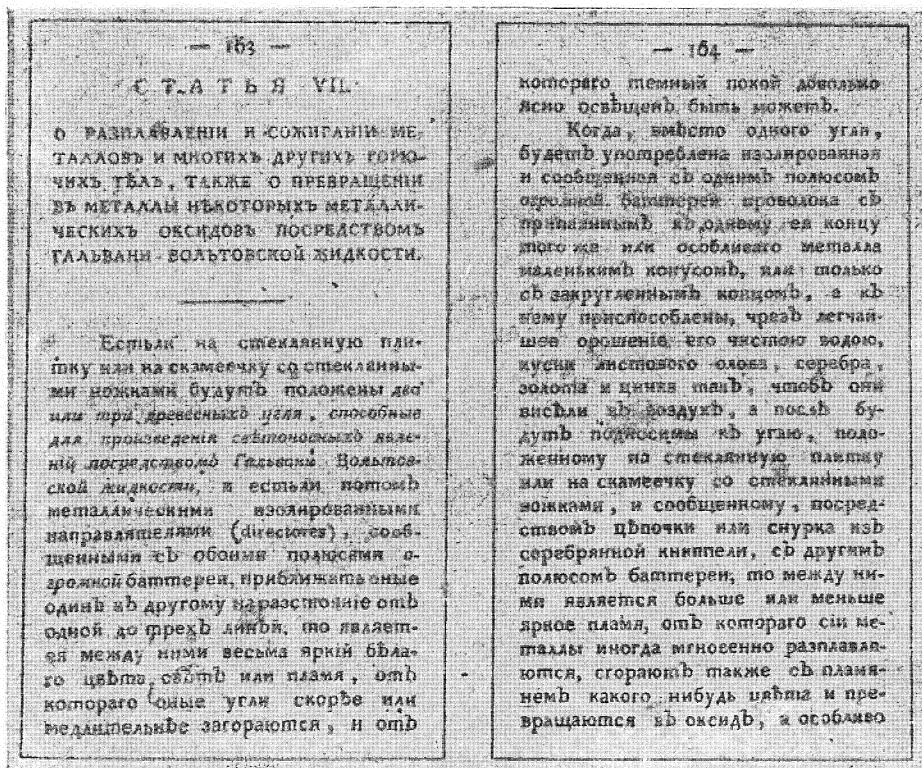 — 163 —
СТАТЬЯ VII.
О РАЗПЛАВЛЕНІИ И СОЖИГАНІИ МЕ-
ТАЛЛОВЪ И МНОГИХЪ ДРУГИХЪ ГОРЮ-
ЧИХЪ ТѢЛЪ, ТАКЖЕ О ПРЕВРАЩЕНІИ
ВЪ МЕТАЛЛЫ НѢКОТОРЫХЪ МЕТАЛЛИ-
ЧЕСКИХЪ ОКСИДОВЪ ПОСРЕДСТВОМЪ
ГАЛЬВАНИ-ВОЛЬТОВСКОЙ ЖИДКОСТИ.
Естьли на стеклянную пли-
тку или на скамеечку со стеклянны-
ми ножками будутъ положены два
или три древесныхъ угля, способные
для произведенія свѣтоносныхъ явле-
ній посредствомъ Гальвани Вольтов-
ской жидкости, и естьли потомъ
металлическими изолированными
направлятелями (directores), сооб-
щенными съ обоими полюсами о-
громной баттереи, приближать оные
одинъ къ другому на разстояніе отъ
одной до трехъ линѣй, то являет-
ся между ними весьма яркій бѣла-
го цвѣта свѣтъ или пламя, отъ
котораго оные угли скорѣе или
медлительнѣе загораются, и отъ
— 164 —
котораго темный покой довольно
ясно освѣщенъ быть можетъ.
Когда, вмѣсто одного угля,
будетъ употреблена изолированная
и сообщенная съ однимъ полюсомъ
огромной баттереи проволока съ
припаяннымъ къ одному ея концу
того же или особливаго металла
маленькимъ конусомъ, или только
съ закругленнымъ концомъ, а къ
нему приспособлены, чрезъ легчай-
шее орошеніе его чистою водою,
куски листоваго олова, серебра,
золота и цинка такъ, чтобъ они
висѣли въ воздухѣ, а послѣ бу-
дутъ подносимы къ углю, поло-
женному на стеклянную плитку
или на скамеечку со стеклянными
ножками, и сообщенному, посред-
ствомъ цѣпочки или снурка изъ
серебрянной книппели, съ другимъ
полюсомъ баттереи, то между ни-
ми является больше или меньше
яркое пламя, отъ котораго сіи ме-
таллы иногда мгновенно разплавля-
ются, сгораютъ также съ пламя-
немъ какого нибудь цвѣта и пре-
вращаются въ оксидъ, а особливо